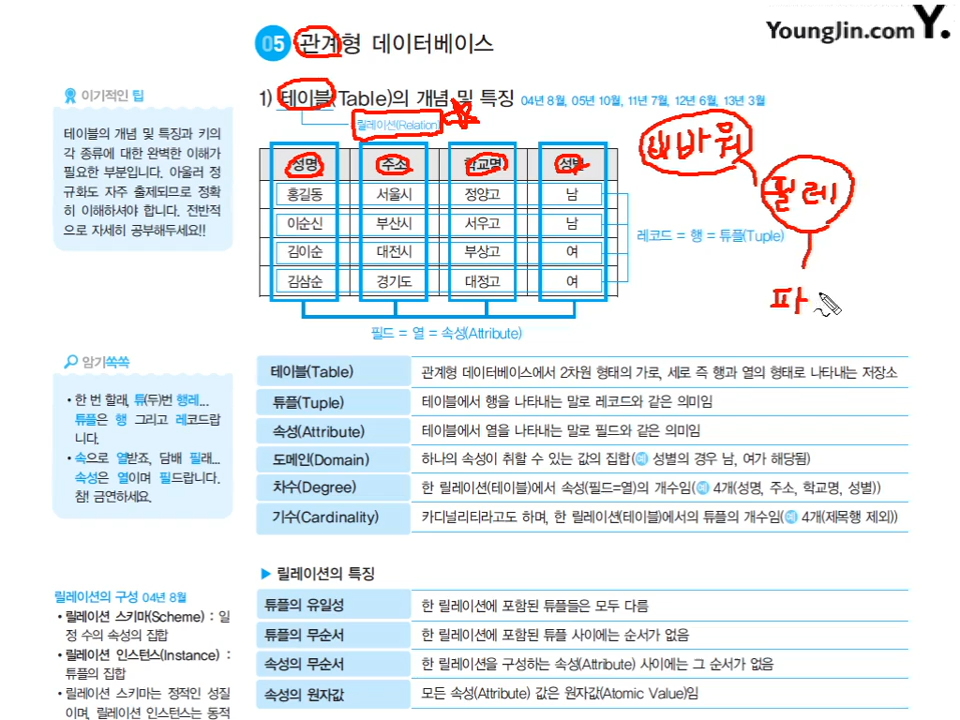 YoungJin.com Y.
05 관계형 데이터베이스
이기적인 팁
테이블의 개념 및 특징과 키의
각 종류에 대한 완벽한 이해가
필요한 부분입니다. 아울러 정
규화도 자주 출제되므로 정확
히 이해하셔야 합니다. 전반적
으로 자세히 공부해두세요!!
1) 테이블(Table)의 개념 및 특징 04년 8월, 05년 10월, 11년 7월, 12년 6월, 13년 3월
릴레이션(Relation)
성명 주소 학교명 성별
홍길동 서울시 정양고 남
이순신 부산시 서우고 남
김이순 대전시 부상고 여
김삼순 경기도 대정고 여
레코드 = 행 = 튜플(Tuple)
필드 = 열 = 속성(Attribute)
필레
파
암기쏙쏙
• 한 번 할래, 튜(두)번 행레...
튜플은 행 그리고 레코드랍
니다.
• 속으로 열받죠, 담배 필래...
속성은 열이며 필드랍니다.
참! 금연하세요.
테이블(Table) 관계형 데이터베이스에서 2차원 형태의 가로, 세로 즉 행과 열의 형태로 나타내는 저장소
튜플(Tuple) 테이블에서 행을 나타내는 말로 레코드와 같은 의미임
속성(Attribute) 테이블에서 열을 나타내는 말로 필드와 같은 의미임
도메인(Domain) 하나의 속성이 취할 수 있는 값의 집합(예 성별의 경우 남, 여가 해당됨)
차수(Degree) 한 릴레이션(테이블)에서 속성(필드=열)의 개수임(예 4개(성명, 주소, 학교명, 성별))
기수(Cardinality) 카디널리티라고도 하며, 한 릴레이션(테이블)에서의 튜플의 개수임(예 4개(제목행 제외))
▶ 릴레이션의 특징
튜플의 유일성 한 릴레이션에 포함된 튜플들은 모두 다름
튜플의 무순서 한 릴레이션에 포함된 튜플 사이에는 순서가 없음
속성의 무순서 한 릴레이션을 구성하는 속성(Attribute) 사이에는 그 순서가 없음
속성의 원자값 모든 속성(Attribute) 값은 원자값(Atomic Value)임
릴레이션의 구성 04년 8월
• 릴레이션 스키마(Scheme) : 일
정 수의 속성의 집합
• 릴레이션 인스턴스(Instance) :
튜플의 집합
• 릴레이션 스키마는 정적인 성질
이며, 릴레이션 인스턴스는 동적